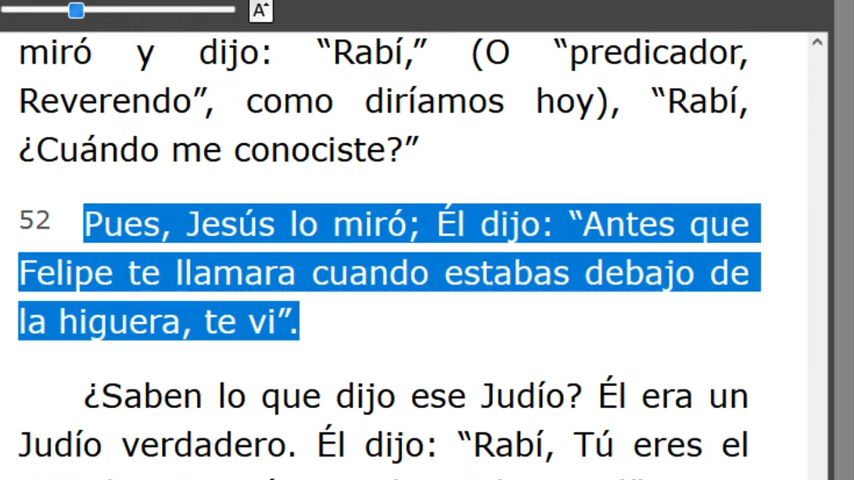 A
miró y dijo: “Rabí,” (O “predicador,
Reverendo”, como diríamos hoy), “Rabí,
¿Cuándo me conociste?”
52 Pues, Jesús lo miró; Él dijo: “Antes que
Felipe te llamara cuando estabas debajo de
la higuera, te vi”.
¿Saben lo que dijo ese Judío? Él era un
Judío verdadero. Él dijo: “Rabí, Tú eres el